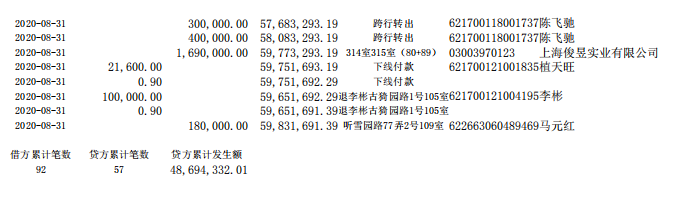 2020-08-31 300,000.00 57,683,293.19 跨行转出 621700118001737陈飞驰
2020-08-31 400,000.00 58,083,293.19 跨行转出 621700118001737陈飞驰
2020-08-31 1,690,000.00 59,773,293.19 314室315室（80+89） 03003970123 上海俊昱实业有限公司
2020-08-31 21,600.00 59,751,693.19 下线付款 621700121001835植天旺
2020-08-31 0.90 59,751,692.29 下线付款
2020-08-31 100,000.00 59,651,692.29退李彬古猗园路1号105室621700121004195李彬
2020-08-31 0.90 59,651,691.39退李彬古猗园路1号105室
2020-08-31 180,000.00 59,831,691.39 听雪园路77弄2号109室 622663060489469马元红
借方累计笔数 贷方累计笔数 贷方累计发生额
92 57 48,694,332.01